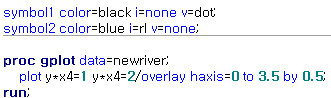 symbol1 color=black i=none v=dot;
symbol2 color=blue i=rl v=none;
proc gplot data=newriver;
plot y*x4=1 y*x4=2/overlay haxis=0 to 3.5 by 0.5;
run;